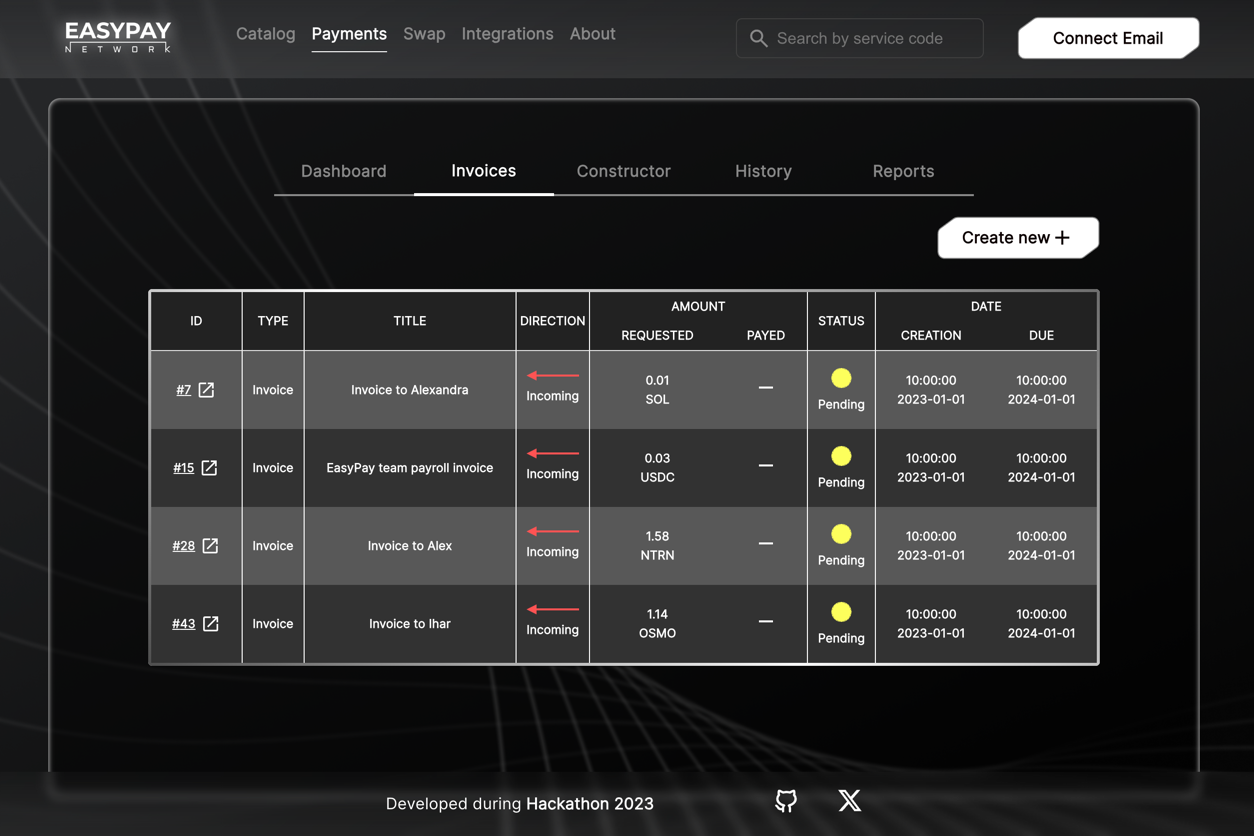 EASYPAY
NETWORK
Catalog Payments Swap Integrations About
Search by service code
Connect Email
Dashboard Invoices Constructor History Reports
Create new
ID TYPE TITLE DIRECTION AMOUNT STATUS DATE
REQUESTED PAYED CREATION DUE
#7 Invoice Invoice to Alexandra Incoming 0.01 — Pending 10:00:00 10:00:00
SOL 2023-01-01 2024-01-01
#15 Invoice EasyPay team payroll invoice Incoming 0.03 — Pending 10:00:00 10:00:00
USDC 2023-01-01 2024-01-01
#28 Invoice Invoice to Alex Incoming 1.58 — Pending 10:00:00 10:00:00
NTRN 2023-01-01 2024-01-01
#43 Invoice Invoice to Ihar Incoming 1.14 — Pending 10:00:00 10:00:00
OSMO 2023-01-01 2024-01-01
Developed during Hackathon 2023